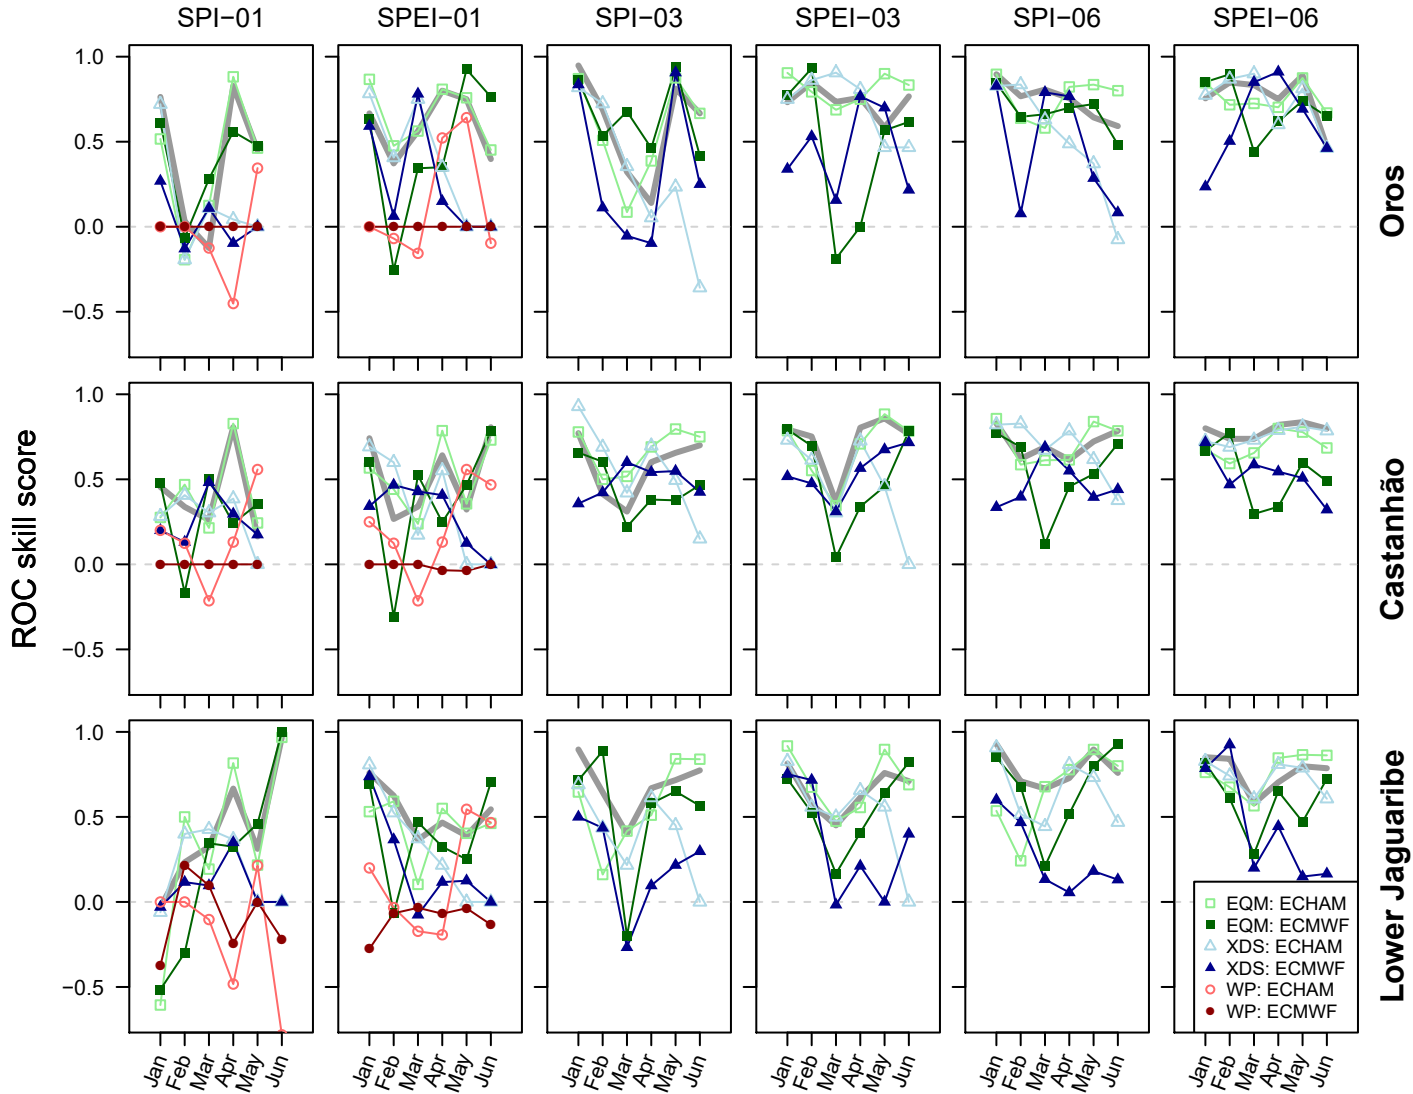 SPI−01 SPEI−01 SPI−03 SPEI−03 SPI−06 SPEI−06
1.0
0.5
0.0
−0.5
Oros
1.0
0.5
0.0
−0.5
Castanhão
ROC skill score
1.0
0.5
0.0
−0.5
Lower Jaguaribe
EQM: ECHAM
EQM: ECMWF
XDS: ECHAM
XDS: ECMWF
WP: ECHAM
WP: ECMWF
Jan Feb Mar Apr May Jun Jan Feb Mar Apr May Jun Jan Feb Mar Apr May Jun Jan Feb Mar Apr May Jun Jan Feb Mar Apr May Jun Jan Feb Mar Apr May Jun